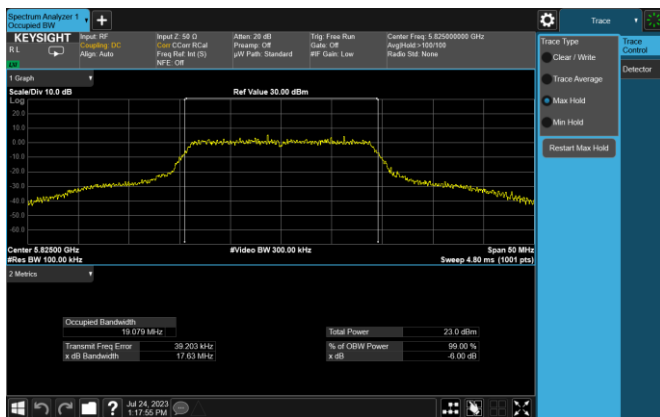 Spectrum Analyzer 1
Occupied BW
Trace
KEYSIGHT
R L
Input: RF
Coupling: DC
Align: Auto
Input Z: 50 Ω
Corr CCorr RCal
Freq Ref: Int (S)
NFE: Off
Atten: 20 dB
Preamp: Off
µW Path: Standard
Trig: Free Run
Gate: Off
#IF Gain: Low
Center Freq: 5.825000000 GHz
Avg|Hold:>100/100
Radio Std: None
Trace Type
Clear / Write
Trace Average
Max Hold
Min Hold
Restart Max Hold
Trace Control
Detector
1 Graph
Scale/Div 10.0 dB
Ref Value 30.00 dBm
Log
20.0
10.0
0.00
-10.0
-20.0
-30.0
-40.0
-50.0
-60.0
Center 5.82500 GHz
#Video BW 300.00 kHz
Span 50 MHz
#Res BW 100.00 kHz
Sweep 4.80 ms (1001 pts)
2 Metrics
Occupied Bandwidth
19.079 MHz
Total Power 23.0 dBm
Transmit Freq Error 39.203 kHz
% of OBW Power 99.00 %
x dB Bandwidth 17.63 MHz
x dB -6.00 dB
?
Jul 24, 2023
1:17:55 PM